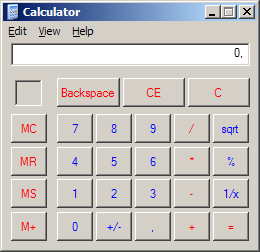 Calculator
Edit View Help
0,
Backspace CE C
MC 7 8 9 / sqrt
MR 4 5 6 * %
MS 1 2 3 - 1/x
M+ 0 +/- , + =